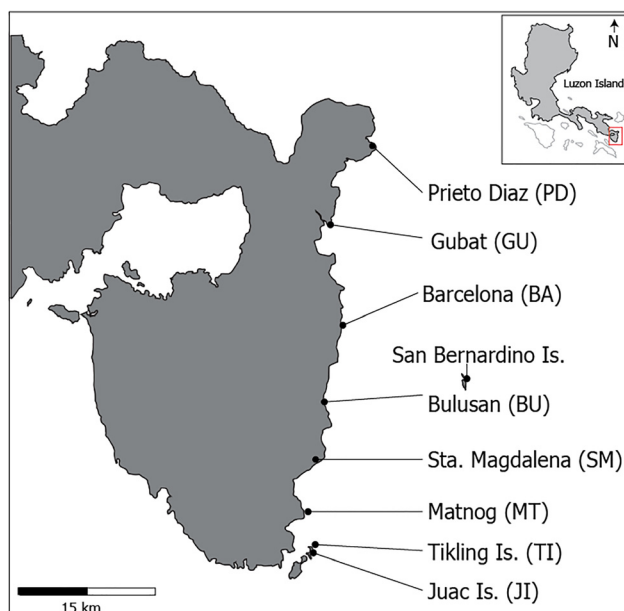 N
Luzon Island
Prieto Diaz (PD)
Gubat (GU)
Barcelona (BA)
San Bernardino Is.
Bulusan (BU)
Sta. Magdalena (SM)
Matnog (MT)
Tikling Is. (TI)
Juac Is. (JI)
15 km